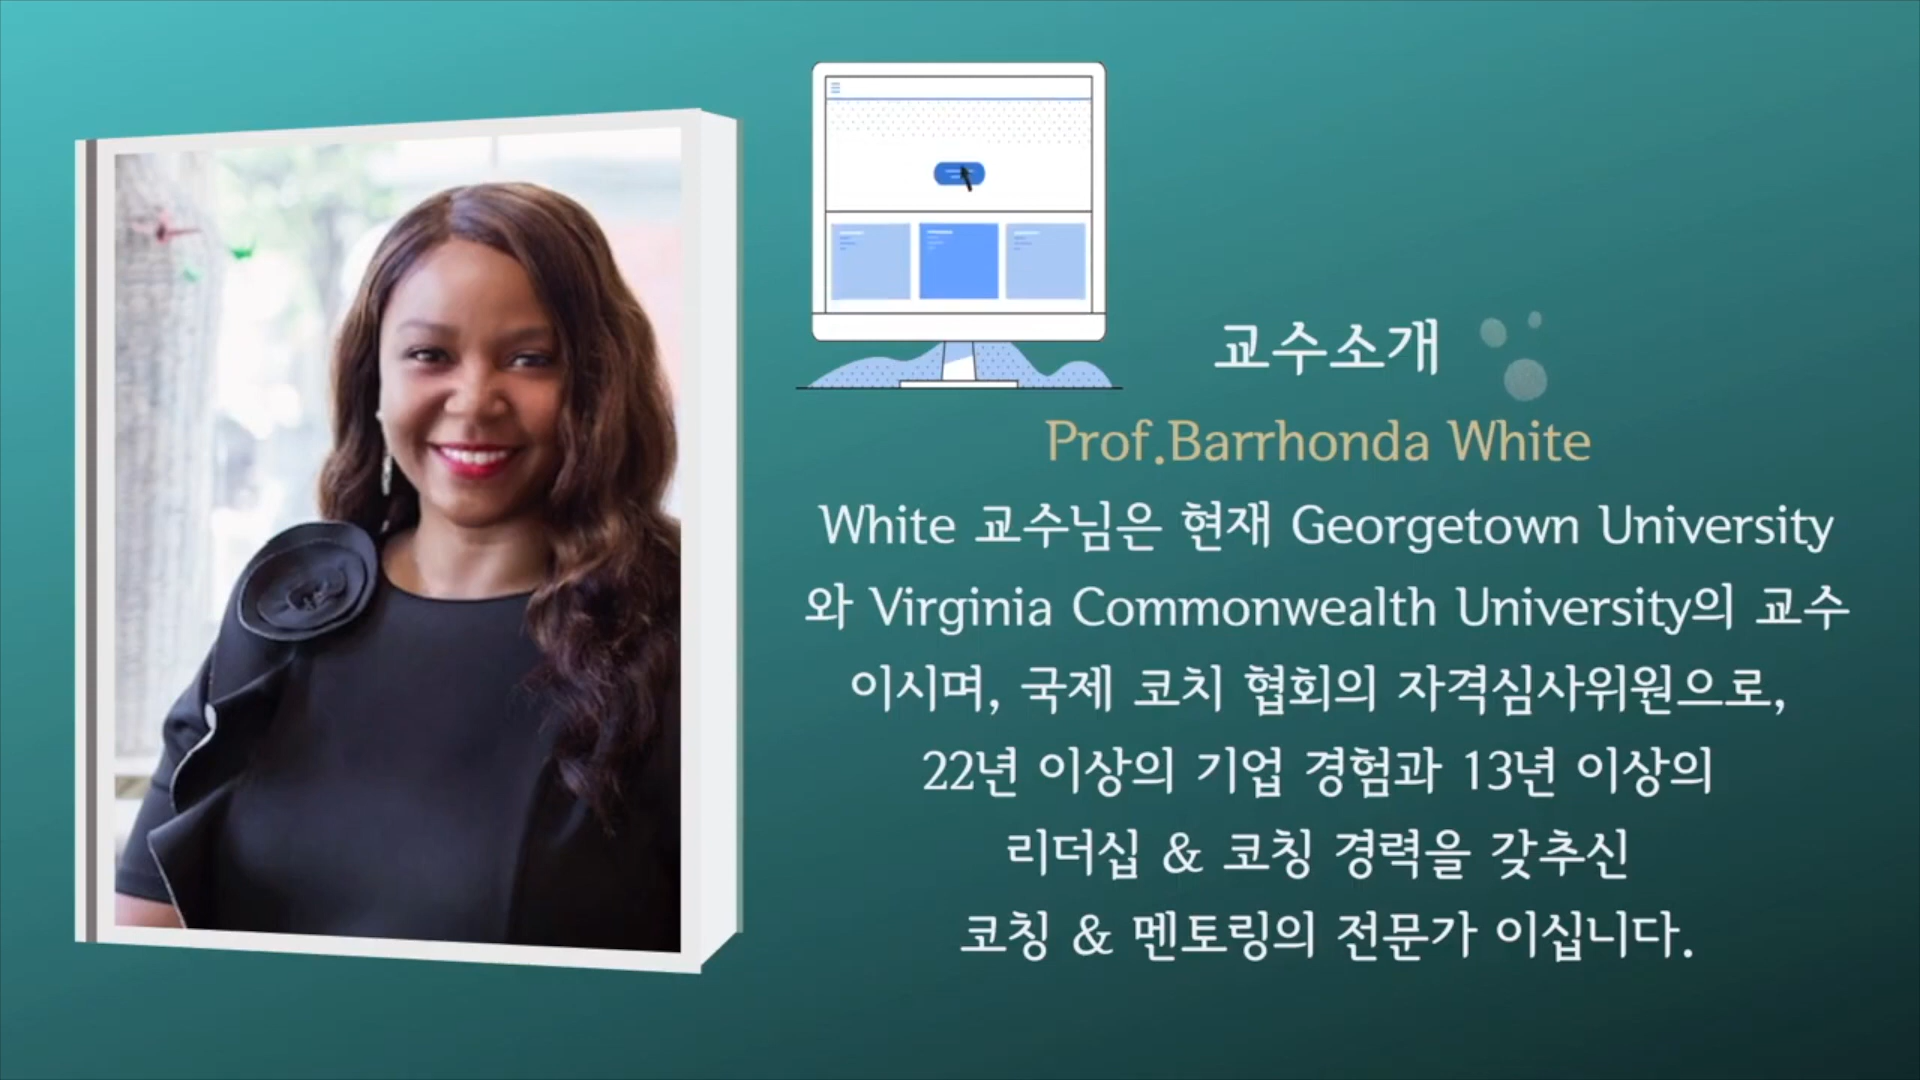 교수소개
Prof.Barrhonda White
White 교수님은 현재 Georgetown University
와 Virginia Commonwealth University의 교수
이시며, 국제 코치 협회의 자격심사위원으로,
22년 이상의 기업 경험과 13년 이상의
리더십 & 코칭 경력을 갖추신
코칭 & 멘토링의 전문가 이십니다.